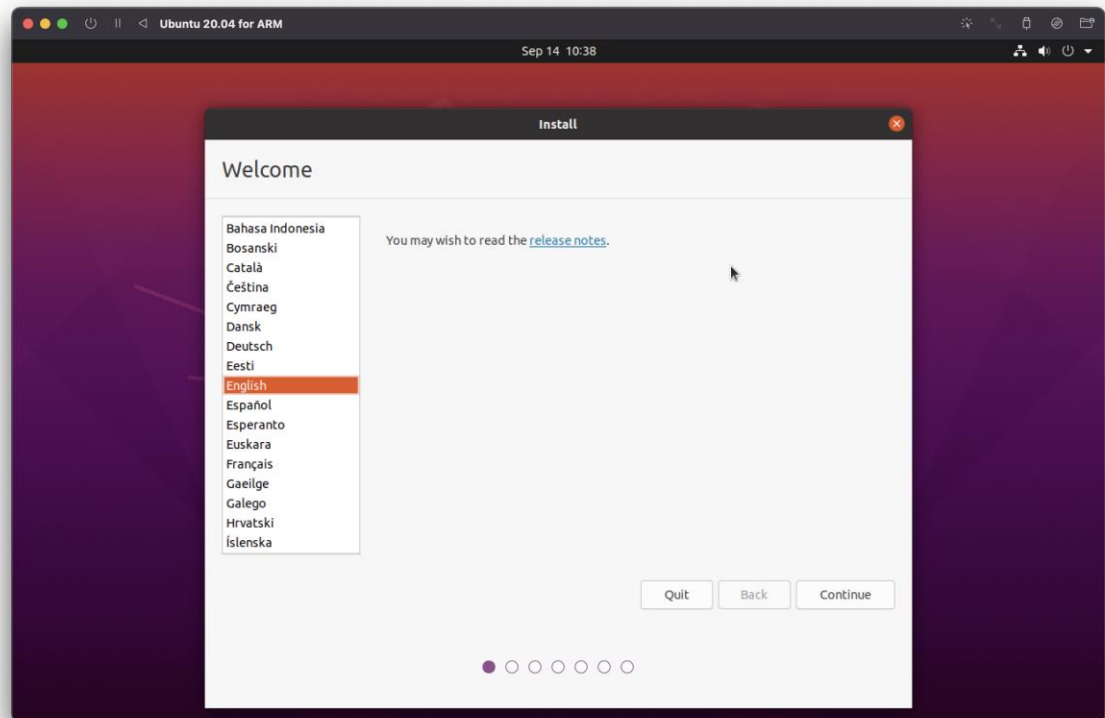 Ubuntu 20.04 for ARM
Sep 14 10:38
Install
Welcome
Bahasa Indonesia
Bosanski
Català
Čeština
Cymraeg
Dansk
Deutsch
Eesti
English
Español
Esperanto
Euskara
Français
Gaeilge
Galego
Hrvatski
Íslenska
You may wish to read the release notes.
Quit
Back
Continue